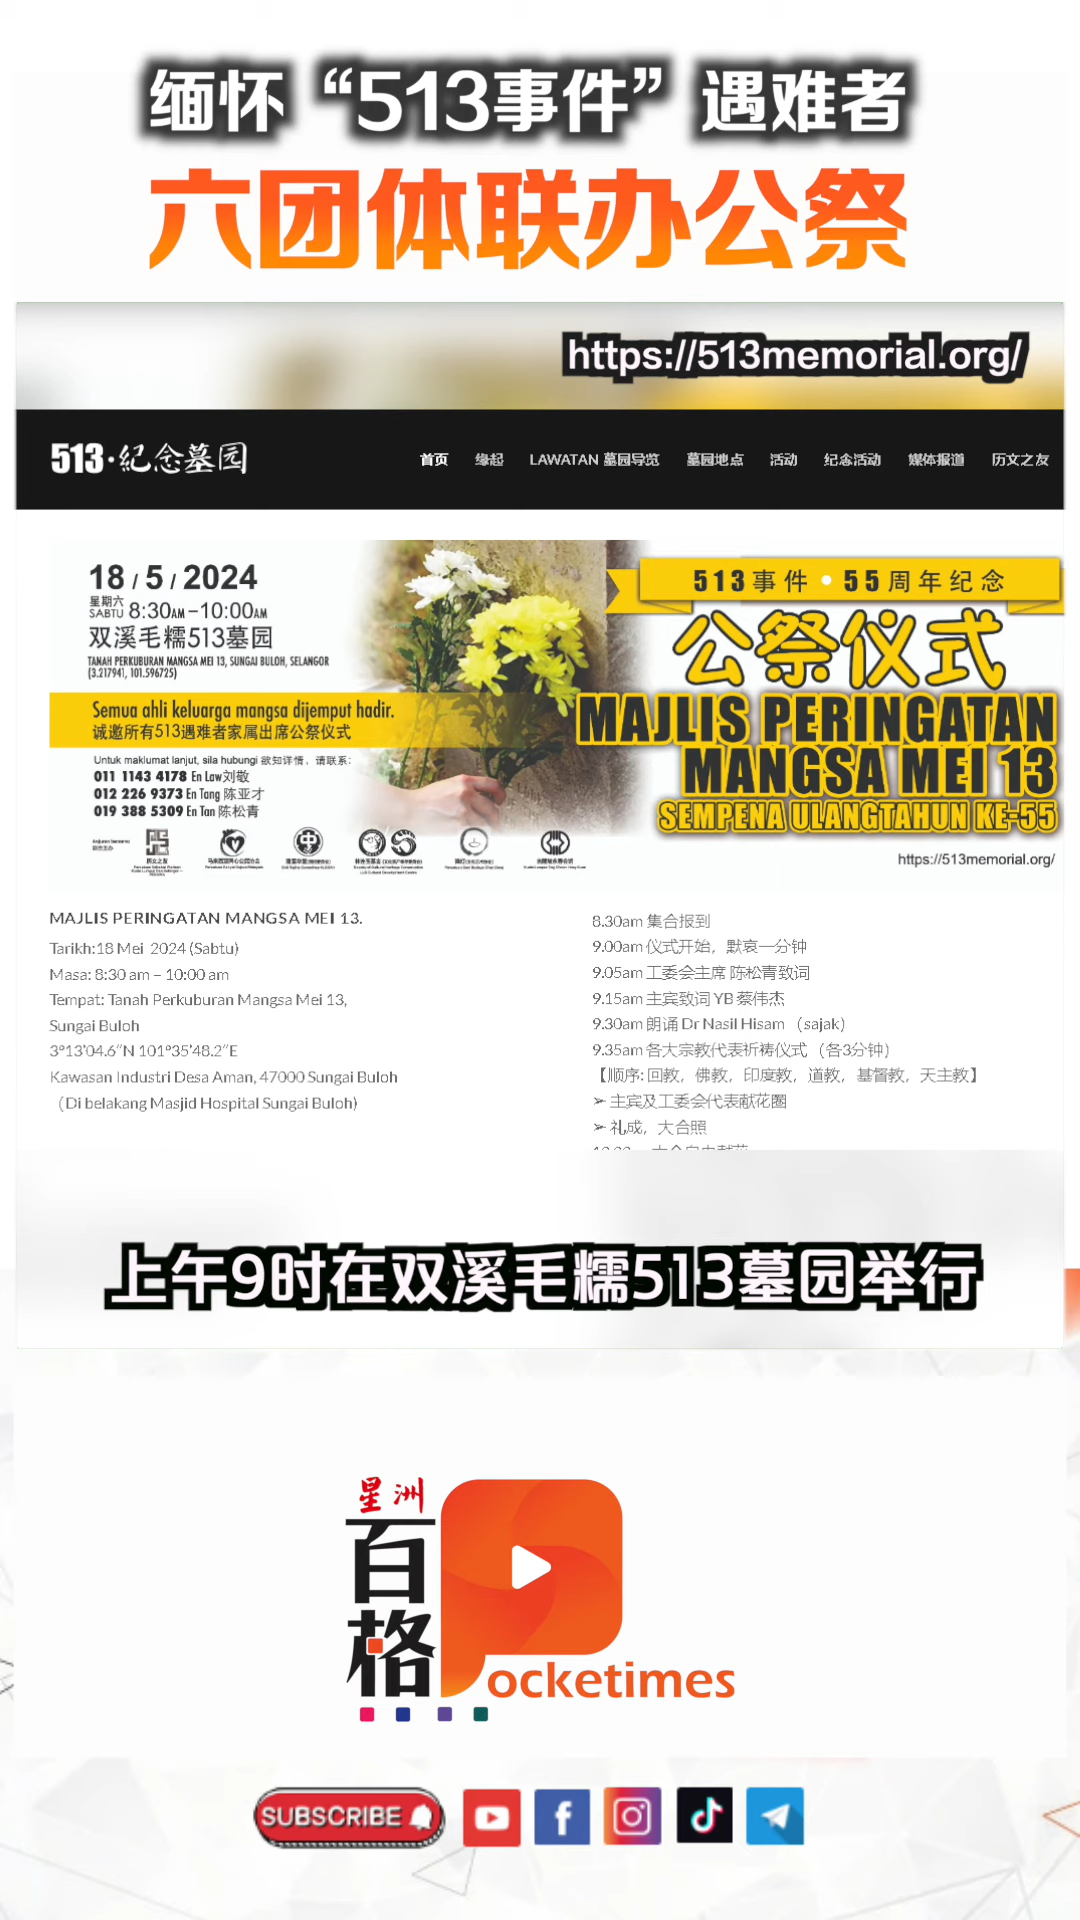 缅怀“513事件”遇难者
六团体联办公祭
https://513memorial.org/
513·紀念墓园
首页 缘起 LAWATAN 墓园导览 墓园地点 活动 纪念活动 媒体报道 历文之友
18 / 5 / 2024
星期六
SABTU 8:30AM–10:00AM
双溪毛糯513墓园
TANAH PERKUBURAN MANGSA MEI 13, SUNGAI BULOH, SELANGOR
(3.217941, 101.596725)
Semua ahli keluarga mangsa dijemput hadir.
诚邀所有513遇难者家属出席公祭仪式
Untuk maklumat lanjut, sila hubungi 欲知详情，请联系：
011 1143 4178 En Law刘敬
012 226 9373 En Tang 陈亚才
019 388 5309 En Tan 陈松青
513事件·55周年纪念
公祭仪式
MAJLIS PERINGATAN
MANGSA MEI 13
SEMPENA ULANGTAHUN KE-55
https://513memorial.org/
MAJLIS PERINGATAN MANGSA MEI 13.
Tarikh:18 Mei 2024 (Sabtu)
Masa: 8:30 am – 10:00 am
Tempat: Tanah Perkuburan Mangsa Mei 13,
Sungai Buloh
3°13’04.6″N 101°35’48.2″E
Kawasan Industri Desa Aman, 47000 Sungai Buloh
（Di belakang Masjid Hospital Sungai Buloh)
8.30am 集合报到
9.00am 仪式开始，默哀一分钟
9.05am 工委会主席 陈松青致词
9.15am 主宾致词 YB 蔡伟杰
9.30am 朗诵 Dr Nasil Hisam （sajak）
9.35am 各大宗教代表祈祷仪式 （各3分钟）
【顺序: 回教，佛教，印度教，道教，基督教，天主教】
➢ 主宾及工委会代表献花圈
➢ 礼成，大合照
上午9时在双溪毛糯513墓园举行
星洲
百格
Pocketimes
SUBSCRIBE